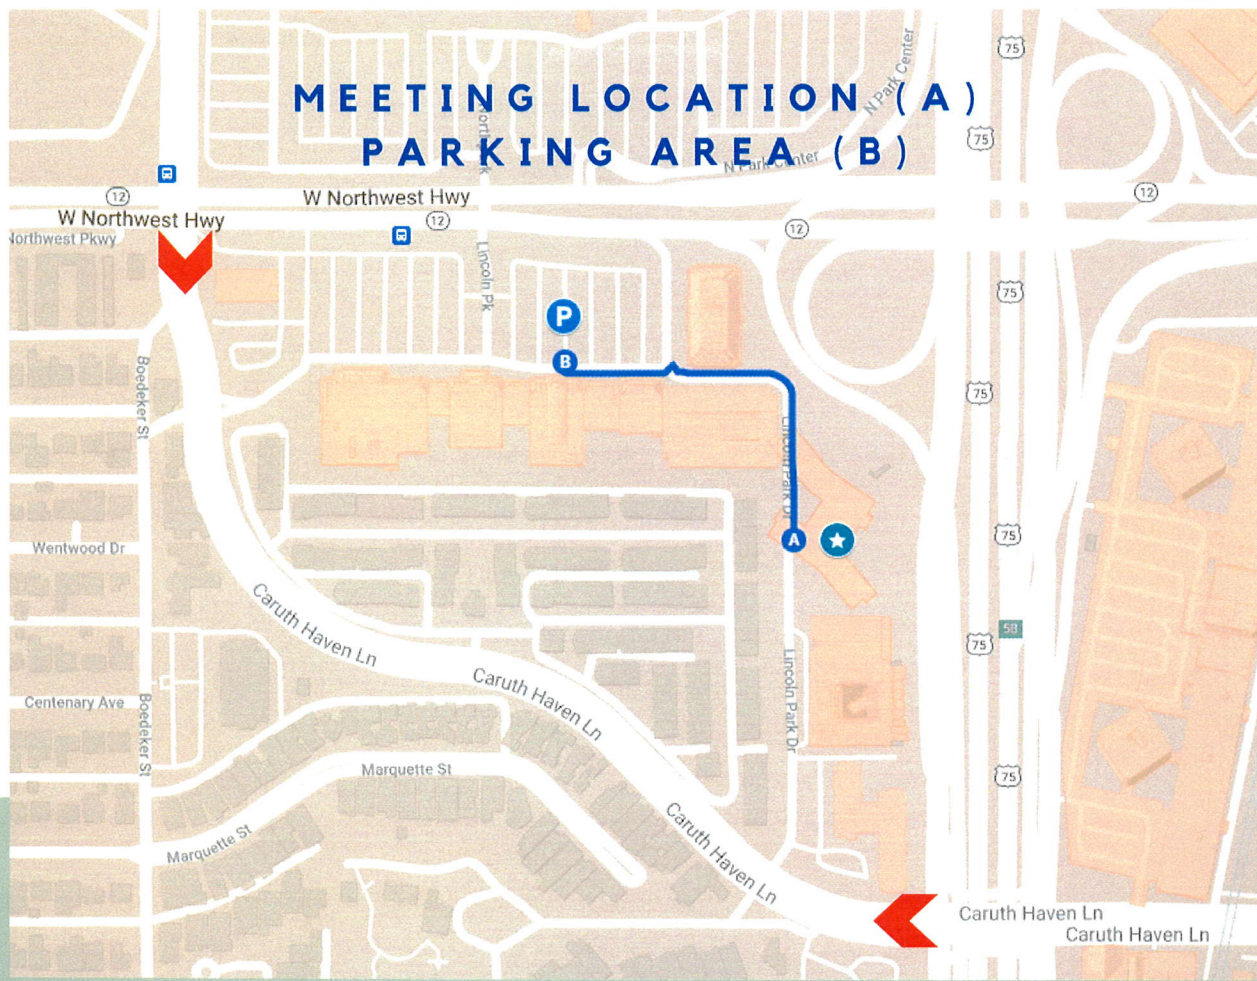 MEETING LOCATION (A)
PARKING AREA (B)
75
N Park Center
75
N Park Center
12
W Northwest Hwy
12
W Northwest Hwy
12
12
Northwest Pkwy
Lincoln Pk
75
P
B
Boedeker St
75
Lincoln Park Dr
A
75
Wentwood Dr
Caruth Haven Ln
5B
75
Caruth Haven Ln
Lincoln Park Dr
Centenary Ave
Boedeker St
Marquette St
75
Marquette St
Caruth Haven Ln
Caruth Haven Ln
Caruth Haven Ln